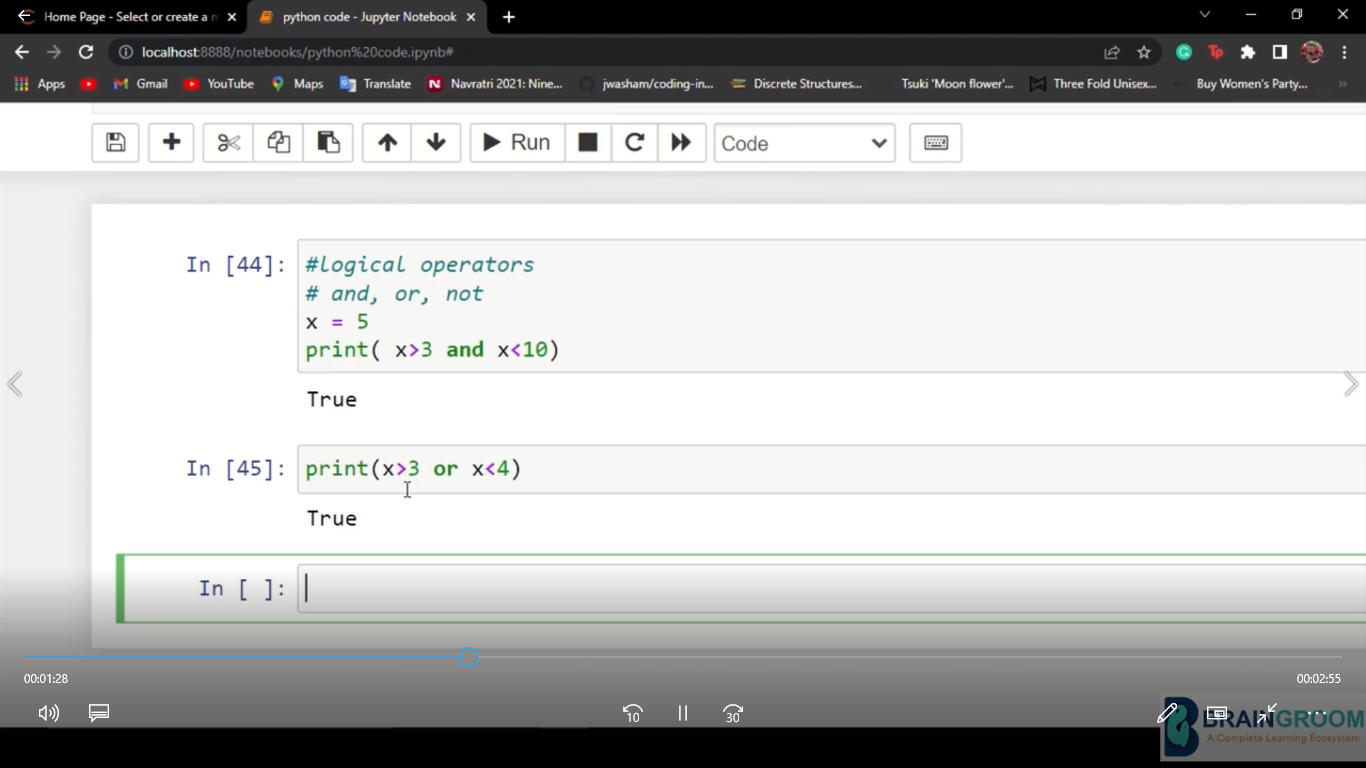 Home Page - Select or create a n
python code - Jupyter Notebook
localhost:8888/notebooks/python%20code.ipynb#
Apps Gmail YouTube Maps Translate Navratri 2021: Nine... jwasham/coding-in... Discrete Structures... Tsuki 'Moon flower'... Three Fold Unisex... Buy Women's Party... »
Run Code
In [44]: #logical operators
# and, or, not
x = 5
print( x>3 and x<10)
True
In [45]: print(x>3 or x<4)
True
In [ ]:
00:01:28 00:02:55
10 30
BRAINGROOM
A Complete Learning Ecosystem